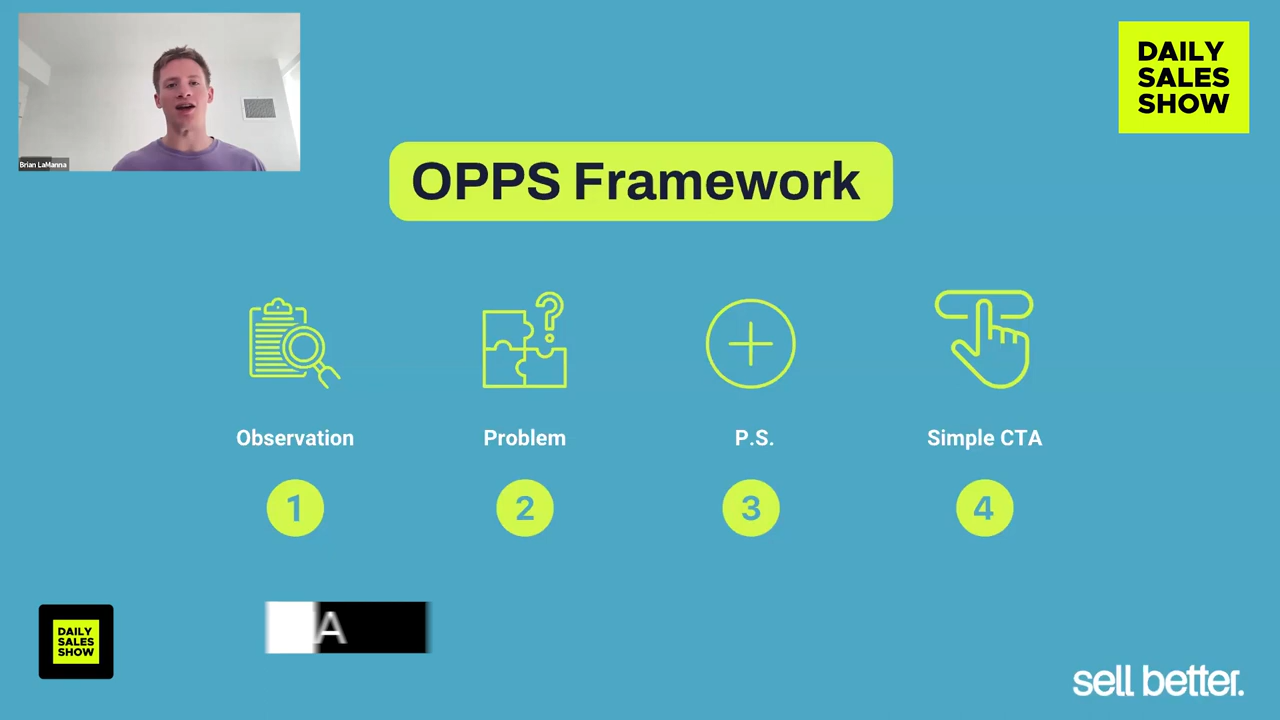 Brian LaManna
DAILY
SALES
SHOW
OPPS Framework
Observation
Problem
P.S.
Simple CTA
1
2
3
4
DAILY
SALES
SHOW
A
sell better.